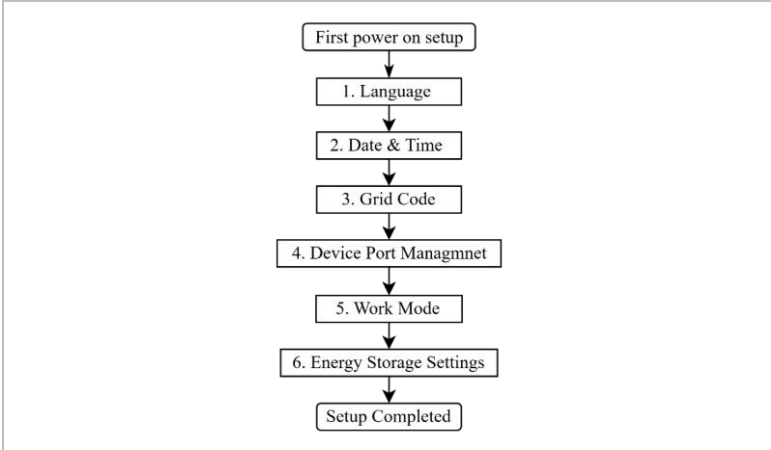 First power on setup
1. Language
2. Date & Time
3. Grid Code
4. Device Port Managmnet
5. Work Mode
6. Energy Storage Settings
Setup Completed